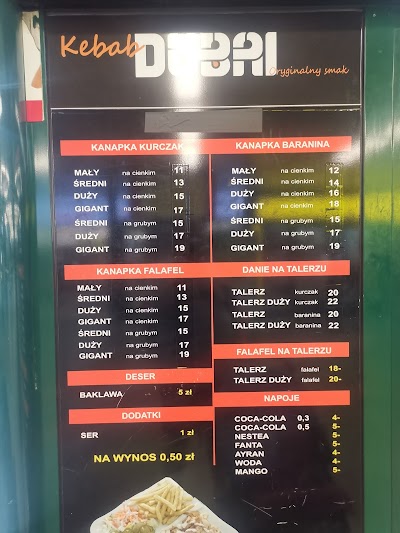 Kebab DUBAI
Oryginalny smak
KANAPKA KURCZAK
MAŁY na cienkim 11
ŚREDNI na cienkim 13
DUŻY na cienkim 15
GIGANT na cienkim 17
ŚREDNI na grubym 15
DUŻY na grubym 17
GIGANT na grubym 19
KANAPKA FALAFEL
MAŁY na cienkim 11
ŚREDNI na cienkim 13
DUŻY na cienkim 15
GIGANT na cienkim 17
ŚREDNI na grubym 15
DUŻY na grubym 17
GIGANT na grubym 19
DESER
BAKLAWA 5 zł
DODATKI
SER 1 zł
NA WYNOS 0,50 zł
KANAPKA BARANINA
MAŁY na cienkim 12
ŚREDNI na cienkim 14
DUŻY na cienkim 16
GIGANT na cienkim 18
ŚREDNI na grubym 15
DUŻY na grubym 17
GIGANT na grubym 19
DANIE NA TALERZU
TALERZ kurczak 20
TALERZ DUŻY kurczak 22
TALERZ baranina 20
TALERZ DUŻY baranina 22
FALAFEL NA TALERZU
TALERZ falafel 18-
TALERZ DUŻY falafel 20-
NAPOJE
COCA-COLA 0,3 4-
COCA-COLA 0,5 5-
NESTEA 5-
FANTA 5-
AYRAN 4-
WODA 4-
MANGO 5-